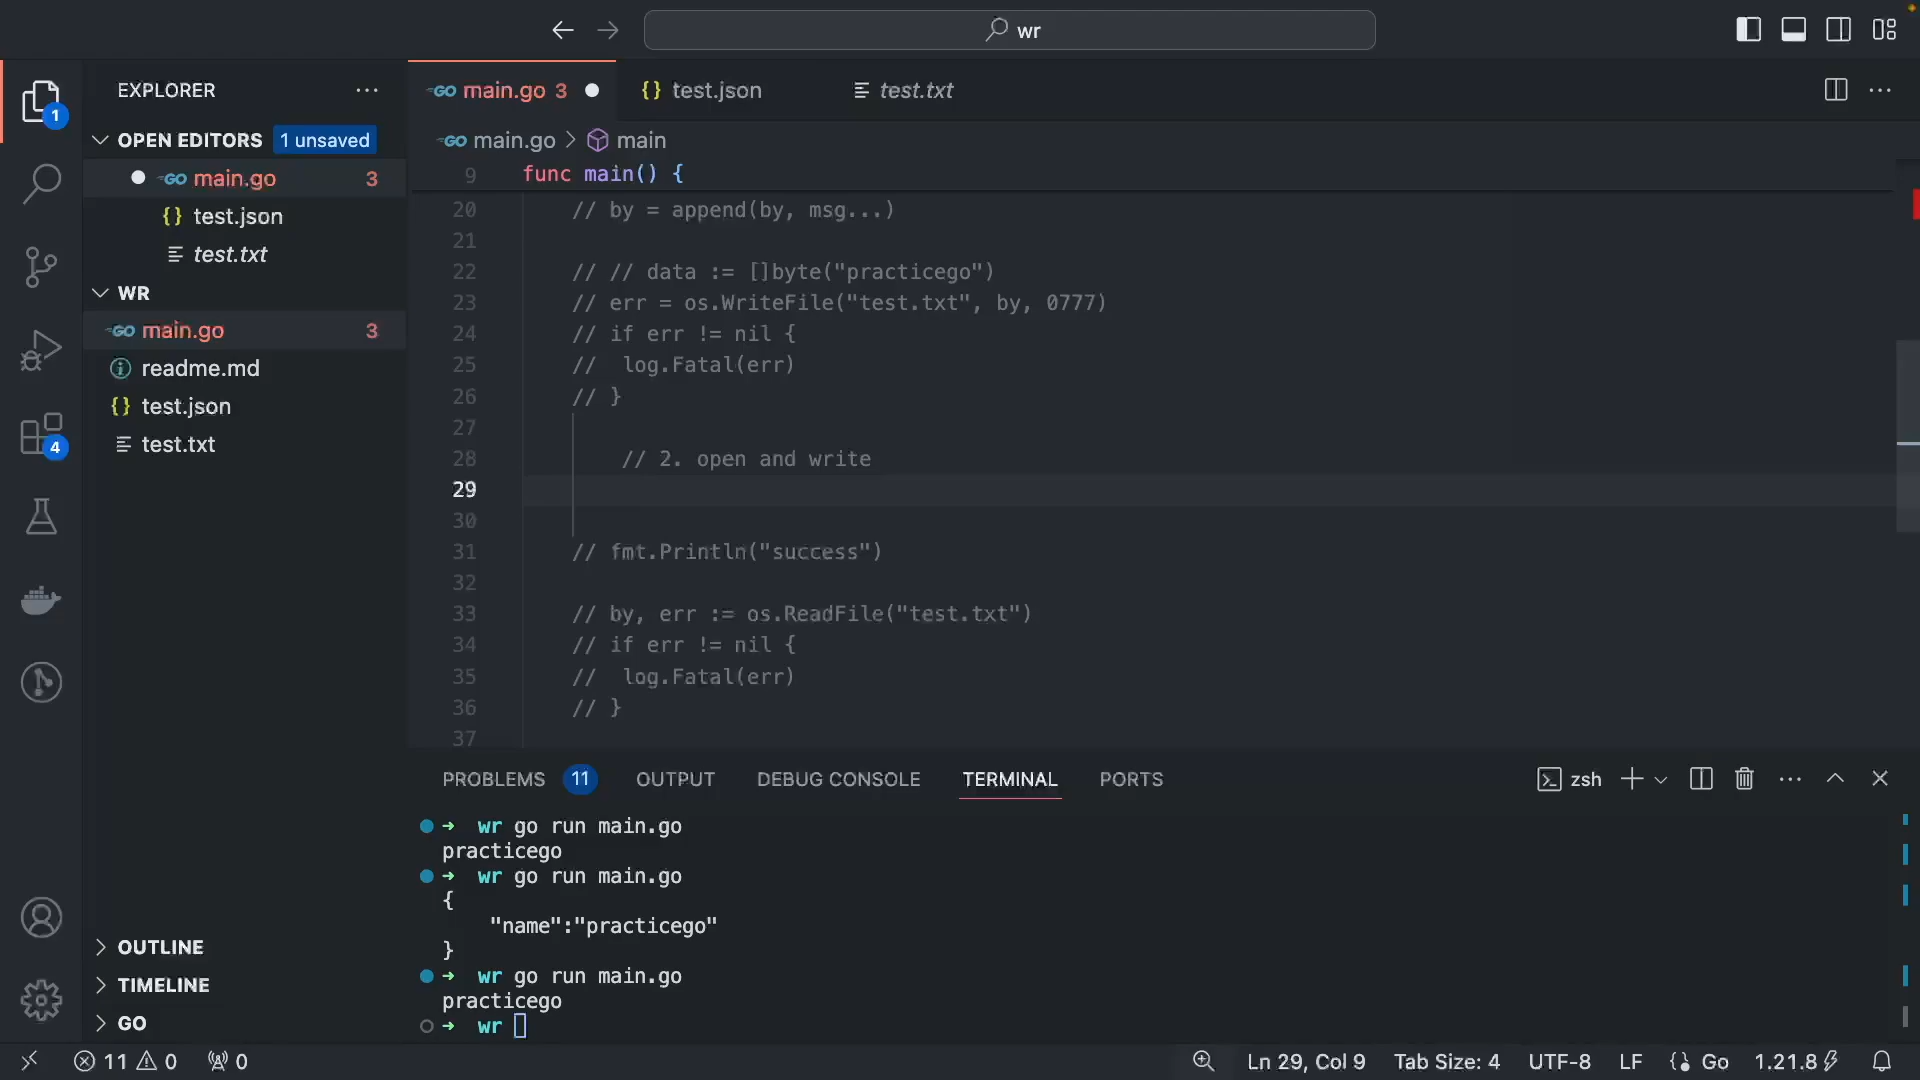 wr
EXPLORER
OPEN EDITORS 1 unsaved
main.go 3
test.json
test.txt
WR
main.go 3
readme.md
test.json
test.txt
OUTLINE
TIMELINE
GO
1
4
main.go 3
test.json
test.txt
main.go > main
9 func main() {
20 // by = append(by, msg...)
21
22 // // data := []byte("practicego")
23 // err = os.WriteFile("test.txt", by, 0777)
24 // if err != nil {
25 // log.Fatal(err)
26 // }
27
28 // 2. open and write
29
30
31 // fmt.Println("success")
32
33 // by, err := os.ReadFile("test.txt")
34 // if err != nil {
35 // log.Fatal(err)
36 // }
37
PROBLEMS 11 OUTPUT DEBUG CONSOLE TERMINAL PORTS zsh
➜ wr go run main.go
practicego
➜ wr go run main.go
{
"name":"practicego"
}
➜ wr go run main.go
practicego
➜ wr
11 0 0 Ln 29, Col 9 Tab Size: 4 UTF-8 LF Go 1.21.8